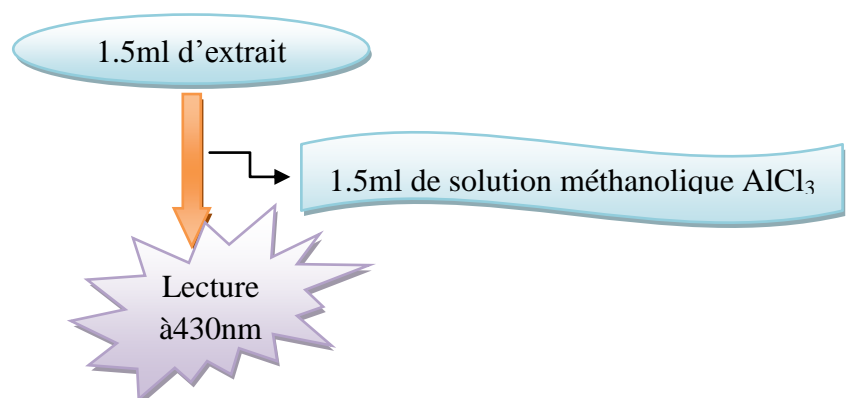 1.5ml d’extrait
1.5ml de solution méthanolique AlCl₃
Lecture
à430nm